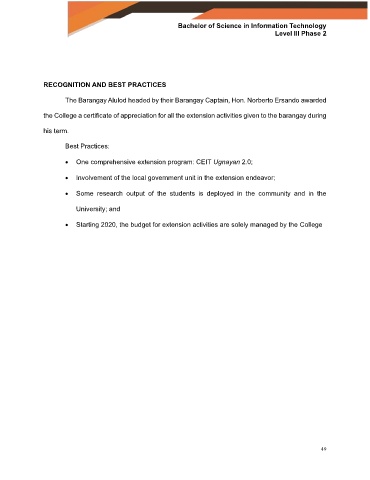 Bachelor of Science in Information Technology
Level III Phase 2
RECOGNITION AND BEST PRACTICES
The Barangay Alulod headed by their Barangay Captain, Hon. Norberto Ersando awarded
the College a certificate of appreciation for all the extension activities given to the barangay during
his term.
Best Practices:
• One comprehensive extension program: CEIT Ugnayan 2.0;
• Involvement of the local government unit in the extension endeavor;
• Some research output of the students is deployed in the community and in the
University; and
• Starting 2020, the budget for extension activities are solely managed by the College
49